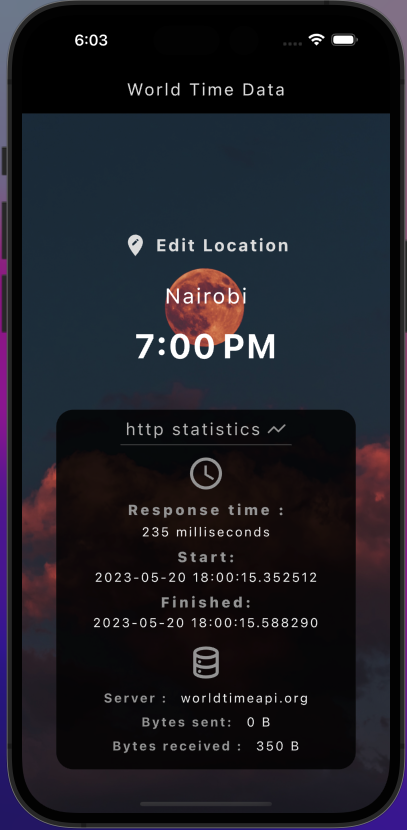 6:03
World Time Data
Edit Location
Nairobi
7:00 PM
http statistics
Response time :
235 milliseconds
Start:
2023-05-20 18:00:15.352512
Finished:
2023-05-20 18:00:15.588290
Server : worldtimeapi.org
Bytes sent: 0 B
Bytes received : 350 B